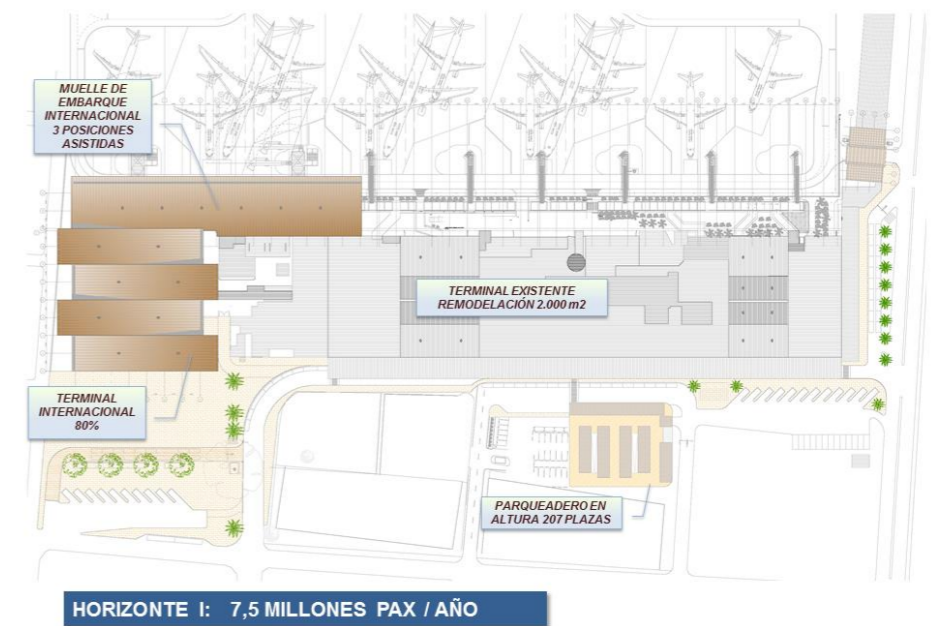 MUELLE DE
EMBARQUE
INTERNACIONAL
3 POSICIONES
ASISTIDAS
TERMINAL EXISTENTE
REMODELACIÓN 2.000 m2
TERMINAL
INTERNACIONAL
80%
PARQUEADERO EN
ALTURA 207 PLAZAS
HORIZONTE I: 7,5 MILLONES PAX / AÑO